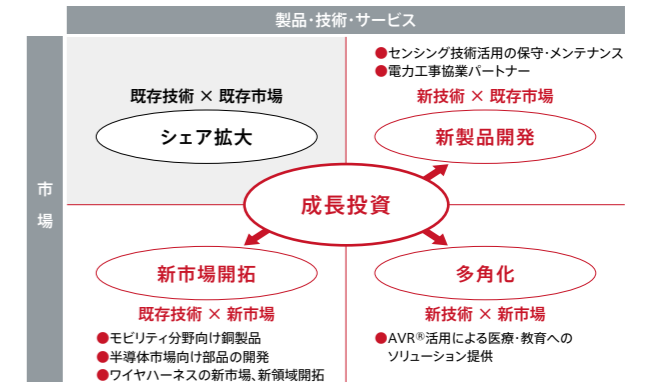 製品・技術・サービス
市場
既存技術 × 既存市場
シェア拡大
●センシング技術活用の保守・メンテナンス
●電力工事協業パートナー
新技術 × 既存市場
新製品開発
成長投資
新市場開拓
既存技術 × 新市場
●モビリティ分野向け銅製品
●半導体市場向け部品の開発
●ワイヤハーネスの新市場、新領域開拓
多角化
新技術 × 新市場
●AVR®活用による医療・教育への
ソリューション提供